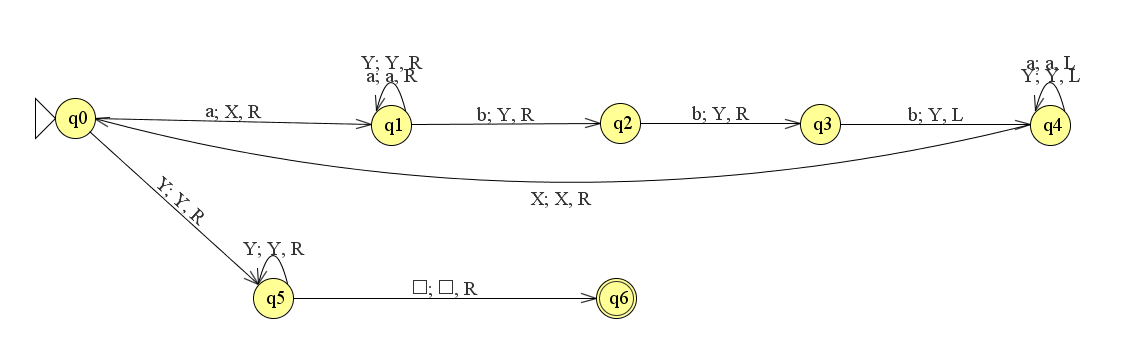 Y; Y, R
a; a, R
a; a, L
Y; Y, L
q0
a; X, R
q1
b; Y, R
q2
b; Y, R
q3
b; Y, L
q4
X; X, R
Y; Y, R
Y; Y, R
q5
□; □, R
q6